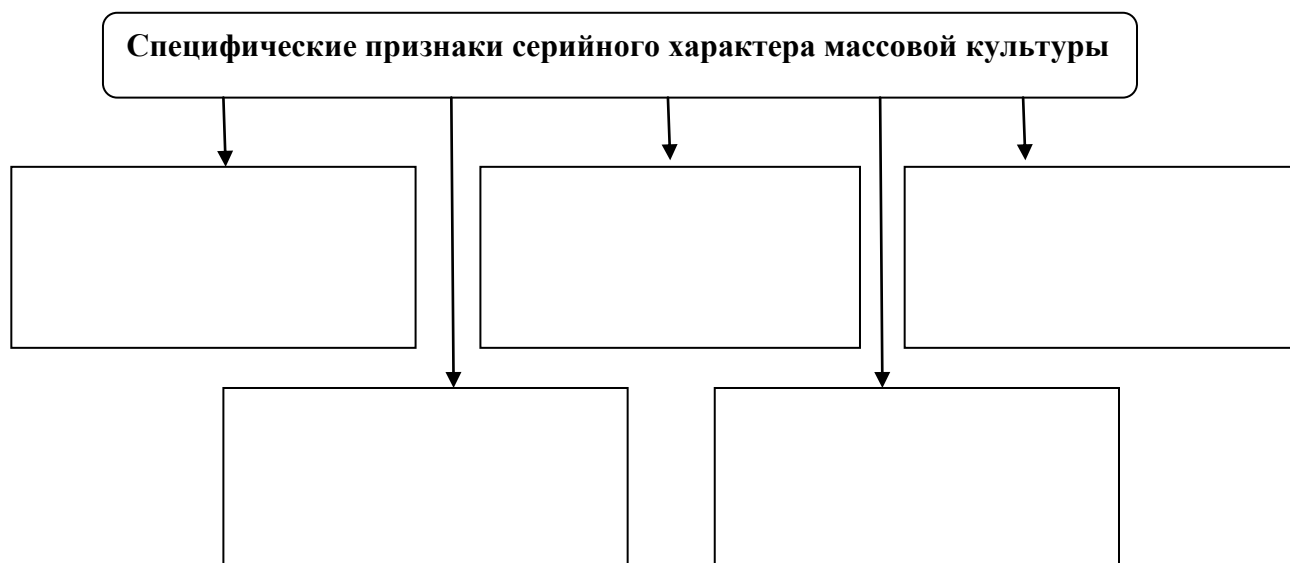 Специфические признаки серийного характера массовой культуры